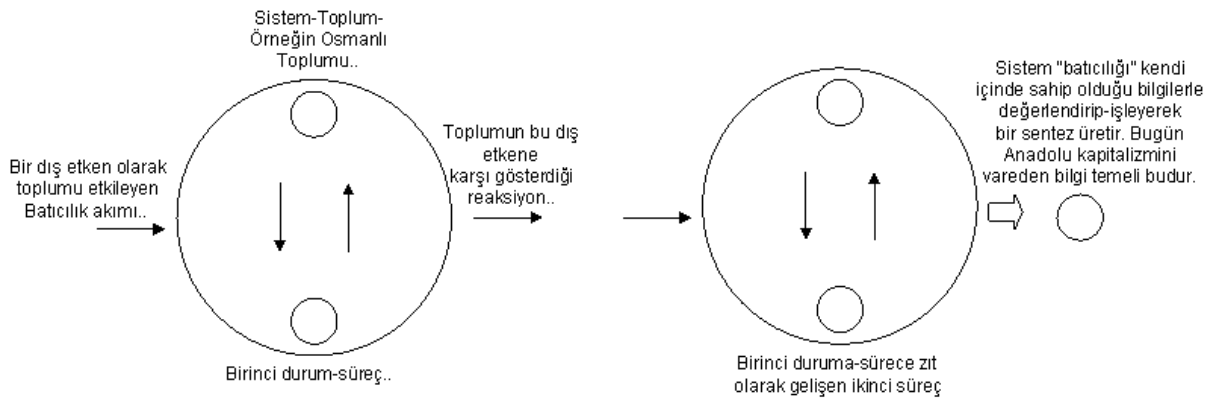 Sistem-Toplum-
Örneğin Osmanlı
Toplumu..
Bir dış etken olarak
toplumu etkileyen
Batıcılık akımı..
Toplumun bu dış
etkene
karşı gösterdiği
reaksiyon..
Birinci durum-süreç..
Sistem "batıcılığı" kendi
içinde sahip olduğu bilgilerle
değerlendirip-işleyerek
bir sentez üretir. Bugün
Anadolu kapitalizmini
vareden bilgi temeli budur.
Birinci duruma-sürece zıt
olarak gelişen ikinci süreç